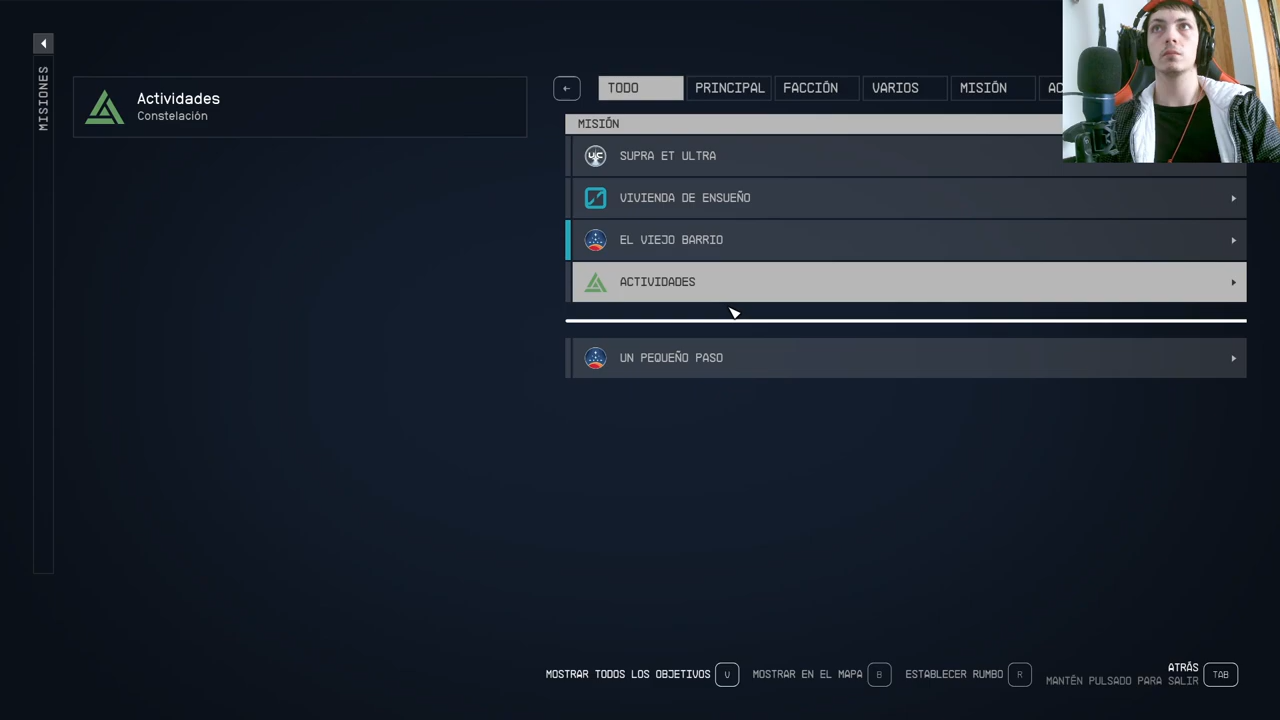 MISIONES
Actividades
Constelación
TODO
PRINCIPAL
FACCIÓN
VARIOS
MISIÓN
AC
MISIÓN
SUPRA ET ULTRA
VIVIENDA DE ENSUEÑO
EL VIEJO BARRIO
ACTIVIDADES
UN PEQUEÑO PASO
MOSTRAR TODOS LOS OBJETIVOS V
MOSTRAR EN EL MAPA B
ESTABLECER RUMBO R
ATRÁS
MANTÉN PULSADO PARA SALIR TAB